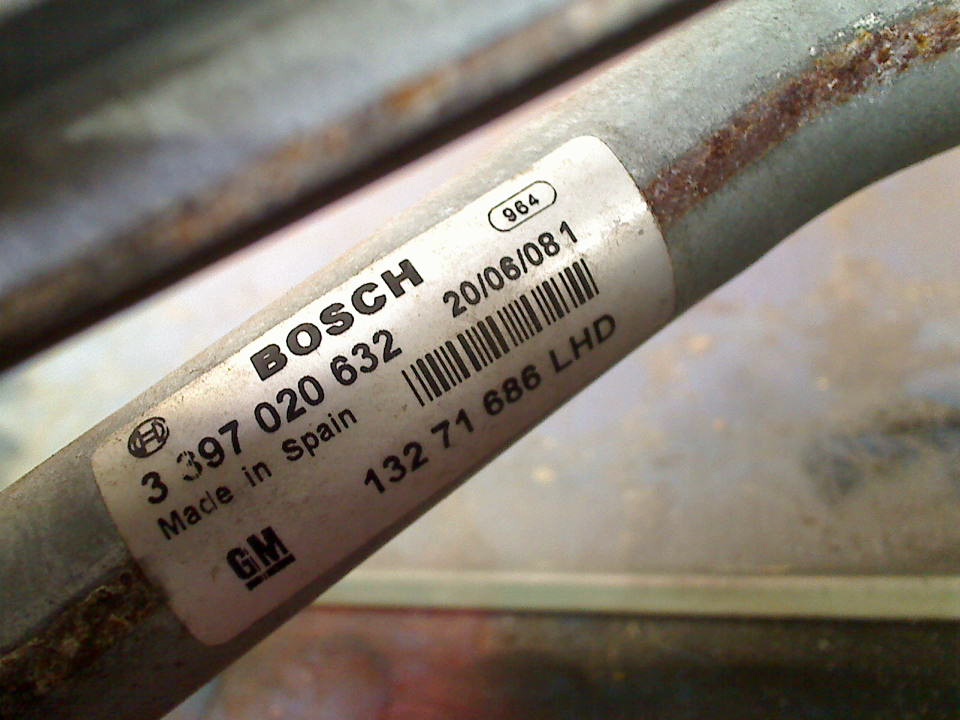 964
BOSCH 20/06/081
3 397 020 632
Made in Spain
132 71 686 LHD
GM